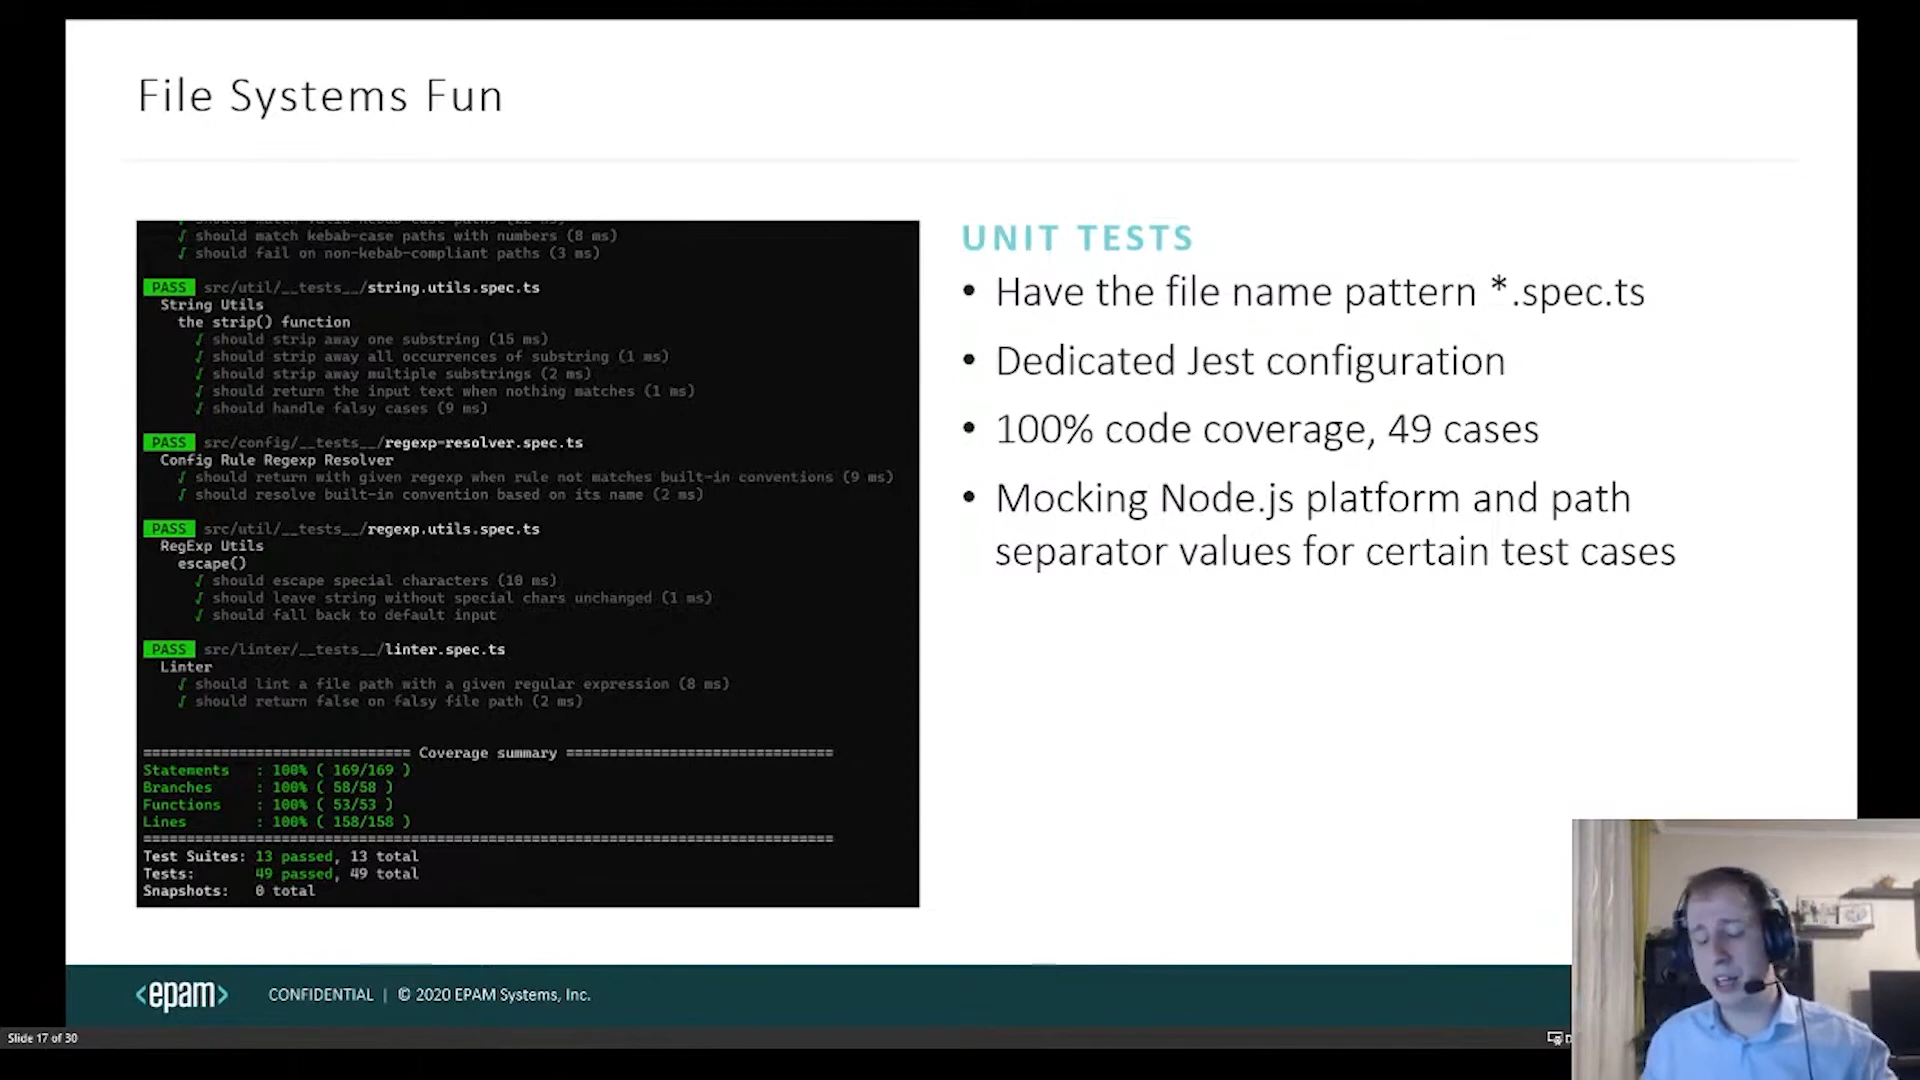 File Systems Fun
√ should match kebab-case paths with numbers (8 ms)
√ should fail on non-kebab-compliant paths (3 ms)
PASS src/util/__tests__/string.utils.spec.ts
String Utils
the strip() function
√ should strip away one substring (15 ms)
√ should strip away all occurrences of substring (1 ms)
√ should strip away multiple substrings (2 ms)
√ should return the input text when nothing matches (1 ms)
√ should handle falsy cases (9 ms)
PASS src/config/__tests__/regexp-resolver.spec.ts
Config Rule Regexp Resolver
√ should return with given regexp when rule not matches built-in conventions (9 ms)
√ should resolve built-in convention based on its name (2 ms)
PASS src/util/__tests__/regexp.utils.spec.ts
RegExp Utils
escape()
√ should escape special characters (10 ms)
√ should leave string without special chars unchanged (1 ms)
√ should fall back to default input
PASS src/linter/__tests__/linter.spec.ts
Linter
√ should lint a file path with a given regular expression (8 ms)
√ should return false on falsy file path (2 ms)
=============================== Coverage summary ===============================
Statements : 100% ( 169/169 )
Branches : 100% ( 58/58 )
Functions : 100% ( 53/53 )
Lines : 100% ( 158/158 )
================================================================================
Test Suites: 13 passed, 13 total
Tests: 49 passed, 49 total
Snapshots: 0 total
UNIT TESTS
• Have the file name pattern *.spec.ts
• Dedicated Jest configuration
• 100% code coverage, 49 cases
• Mocking Node.js platform and path
separator values for certain test cases
<epam> CONFIDENTIAL | © 2020 EPAM Systems, Inc.
Slide 17 of 30